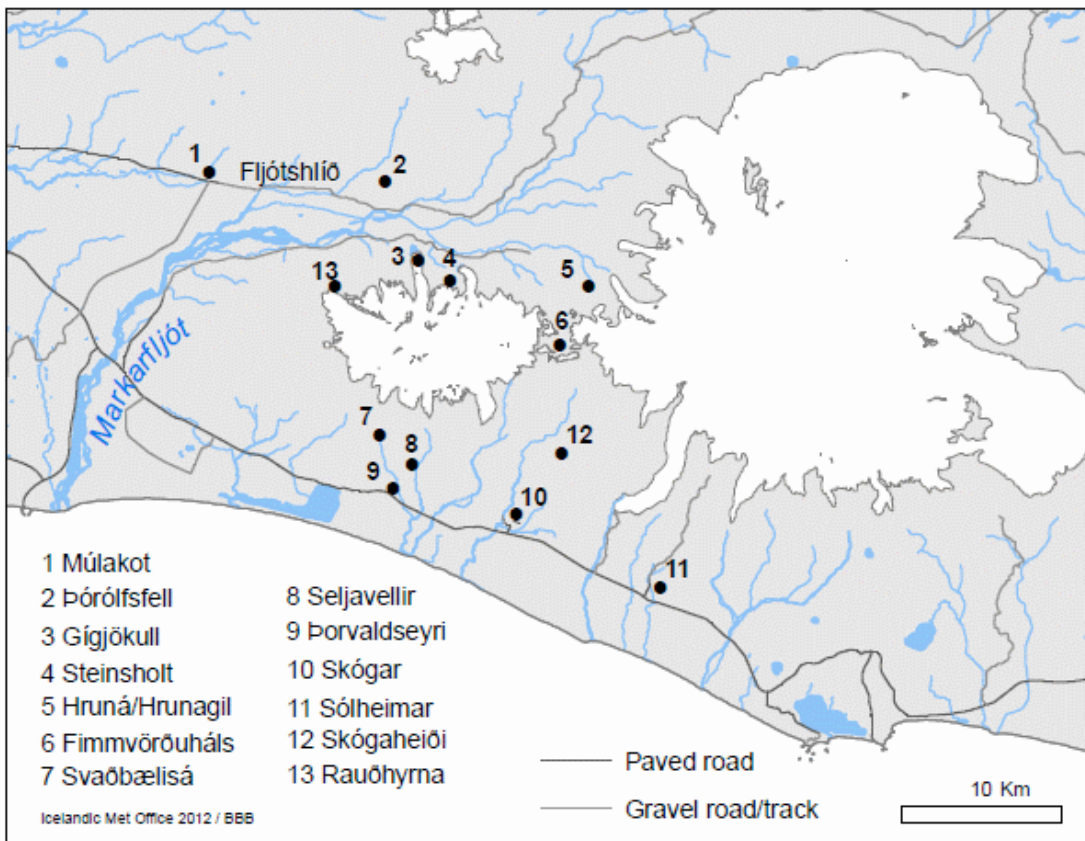 1
Fljótshlíð
2
3
4
13
5
6
Markarfljót
7
8
12
9
10
11
1 Múlakot
2 Þórólfsfell
3 Gígjökull
4 Steinsholt
5 Hruná/Hrunagil
6 Fimmvörðuháls
7 Svaðbælisá
8 Seljavellir
9 Þorvaldseyri
10 Skógar
11 Sólheimar
12 Skógaheiði
13 Rauðhyrna
Paved road
Gravel road/track
10 Km
Icelandic Met Office 2012 / BBB